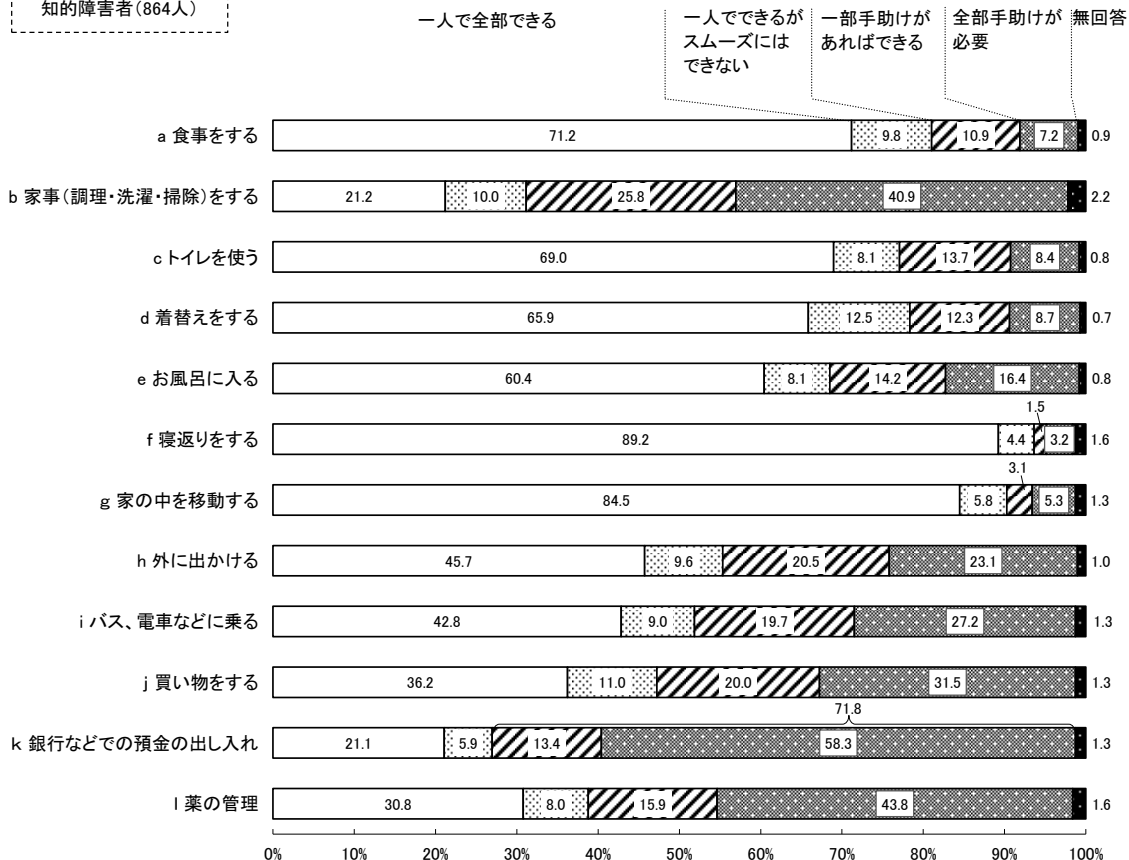 知的障害者（864人）
一人で全部できる
一人でできるが
スムーズには
できない
一部手助けが
あればできる
全部手助けが
必要
無回答
a 食事をする 71.2 9.8 10.9 7.2 0.9
b 家事（調理・洗濯・掃除）をする 21.2 10.0 25.8 40.9 2.2
c トイレを使う 69.0 8.1 13.7 8.4 0.8
d 着替えをする 65.9 12.5 12.3 8.7 0.7
e お風呂に入る 60.4 8.1 14.2 16.4 0.8
1.5
f 寝返りをする 89.2 4.4 3.2 1.6
3.1
g 家の中を移動する 84.5 5.8 5.3 1.3
h 外に出かける 45.7 9.6 20.5 23.1 1.0
i バス、電車などに乗る 42.8 9.0 19.7 27.2 1.3
j 買い物をする 36.2 11.0 20.0 31.5 1.3
71.8
k 銀行などでの預金の出し入れ 21.1 5.9 13.4 58.3 1.3
l 薬の管理 30.8 8.0 15.9 43.8 1.6
0% 10% 20% 30% 40% 50% 60% 70% 80% 90% 100%